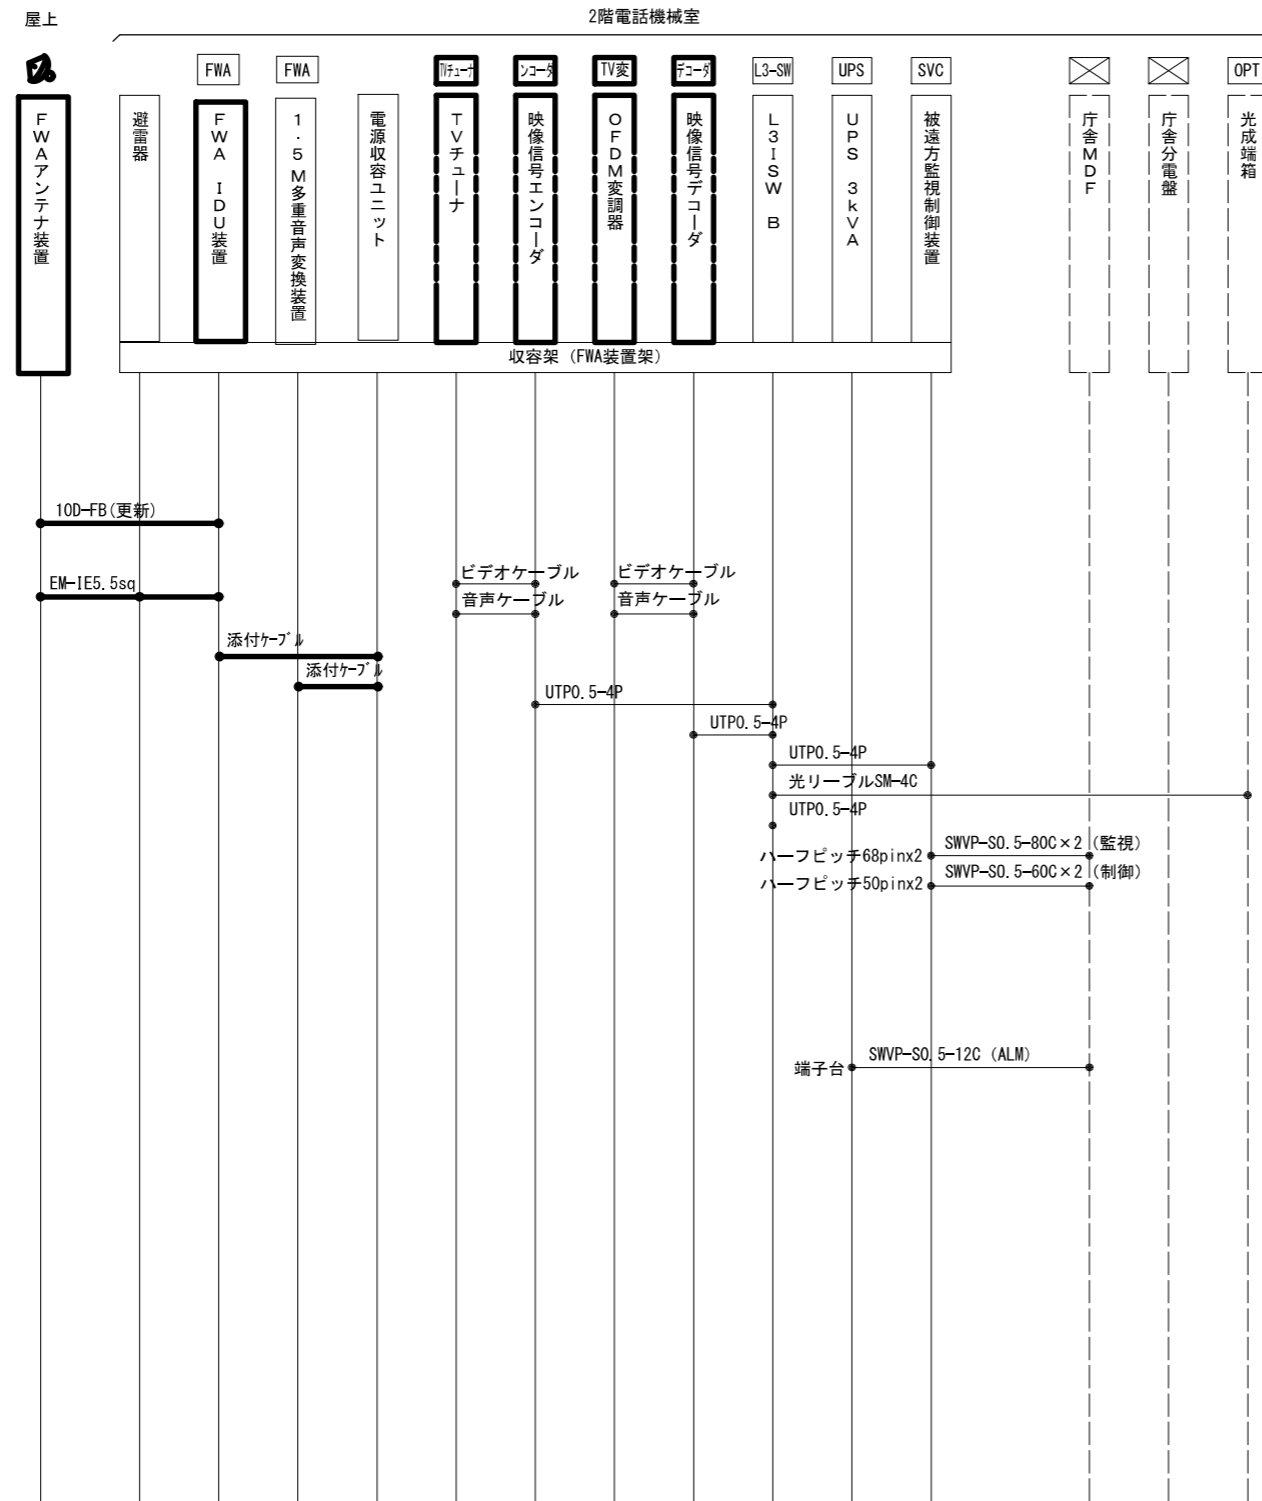 屋上
2階電話機械室
FWA
FWA
TVチューナ
ンコーダ
TV変
デコーダ
L3-SW
UPS
SVC
OPT
FWAアンテナ装置
避雷器
FWA IDU装置
1.5M多重音声変換装置
電源収容ユニット
TVチューナ
映像信号エンコーダ
OFDM変調器
映像信号デコーダ
L3ISW B
UPS 3kVA
被遠方監視制御装置
庁舎MDF
庁舎分電盤
光成端箱
収容架 (FWA装置架)
10D-FB(更新)
EM-IE5.5sq
ビデオケーブル
ビデオケーブル
音声ケーブル
音声ケーブル
添付ケーブル
添付ケーブル
UTP0.5-4P
UTP0.5-4P
UTP0.5-4P
光リーブルSM-4C
UTP0.5-4P
SWVP-S0.5-80C×2 (監視)
ハーフピッチ68pinx2
SWVP-S0.5-60C×2 (制御)
ハーフピッチ50pinx2
SWVP-S0.5-12C (ALM)
端子台